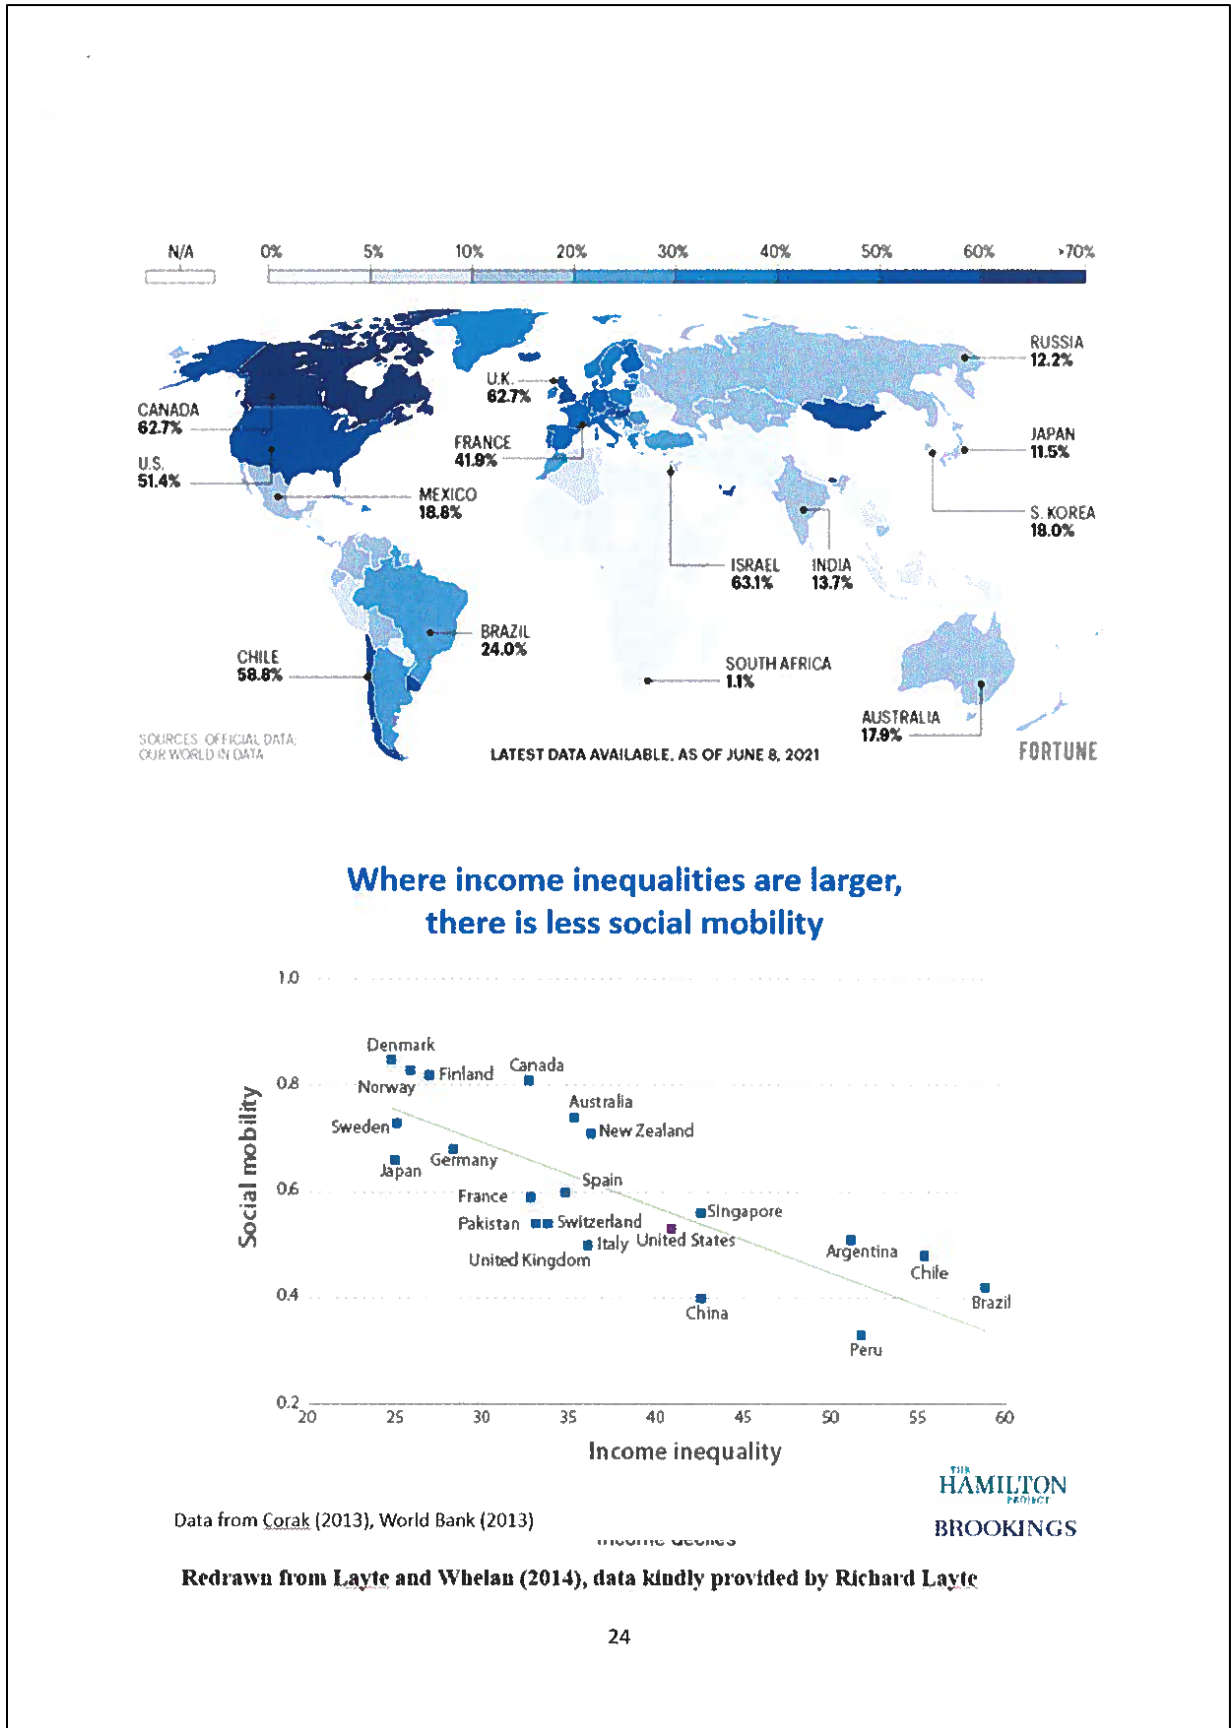 N/A 0% 5% 10% 20% 30% 40% 50% 60% >70%
RUSSIA
12.2%
U.K.
62.7%
CANADA
62.7%
FRANCE
41.9%
JAPAN
11.5%
U.S.
51.4%
MEXICO
18.8%
S. KOREA
18.0%
ISRAEL
63.1%
INDIA
13.7%
BRAZIL
24.0%
CHILE
58.8%
SOUTH AFRICA
1.1%
AUSTRALIA
17.9%
SOURCES: OFFICIAL DATA;
OUR WORLD IN DATA
LATEST DATA AVAILABLE, AS OF JUNE 8, 2021
FORTUNE
Where income inequalities are larger,
there is less social mobility
1.0
Denmark
Canada
Finland
0.8
Norway
Australia
Sweden
New Zealand
Germany
Japan
Spain
0.6
France
Singapore
Pakistan
Switzerland
United States
Italy
Argentina
United Kingdom
Chile
0.4
Brazil
China
Peru
0.2
Social mobility
20 25 30 35 40 45 50 55 60
Income inequality
THE
HAMILTON
PROJECT
Data from Corak (2013), World Bank (2013)
BROOKINGS
Income deciles
Redrawn from Layte and Whelan (2014), data kindly provided by Richard Layte
24